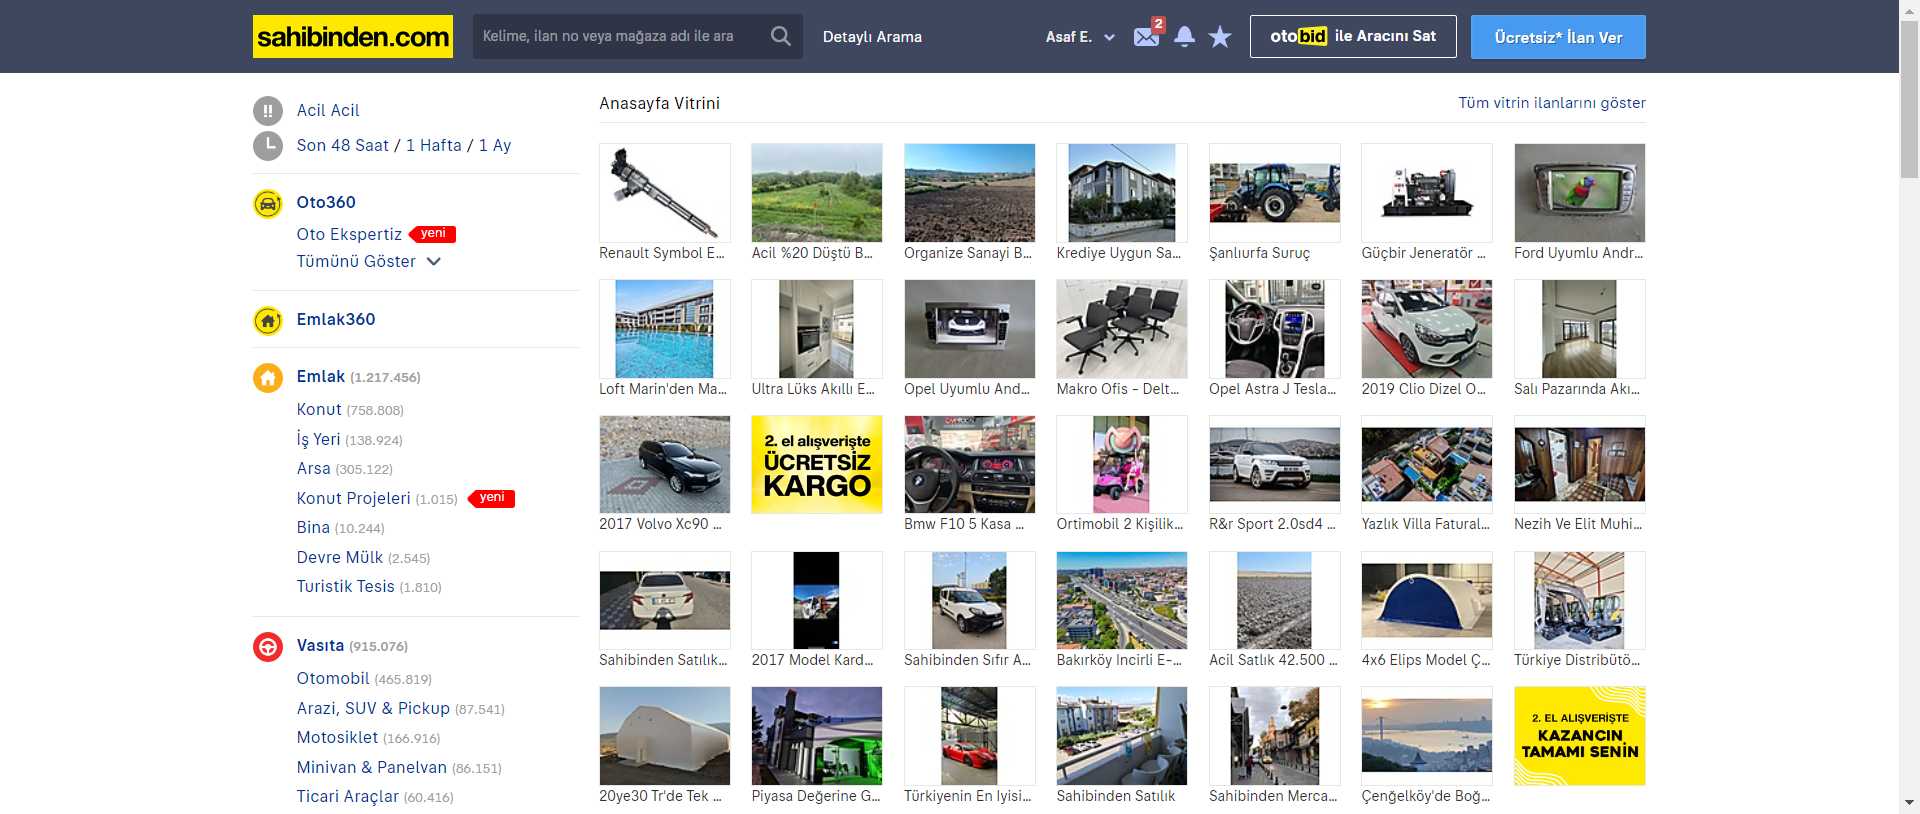 sahibinden.com
Kelime, ilan no veya mağaza adı ile ara
Detaylı Arama
Asaf E.
2
otobid ile Aracını Sat
Ücretsiz* İlan Ver
Acil Acil
Son 48 Saat / 1 Hafta / 1 Ay
Oto360
Oto Ekspertiz yeni
Tümünü Göster
Emlak360
Emlak (1.217.456)
Konut (758.808)
İş Yeri (138.924)
Arsa (305.122)
Konut Projeleri (1.015) yeni
Bina (10.244)
Devre Mülk (2.545)
Turistik Tesis (1.810)
Vasıta (915.076)
Otomobil (465.819)
Arazi, SUV & Pickup (87.541)
Motosiklet (166.916)
Minivan & Panelvan (86.151)
Ticari Araçlar (60.416)
Anasayfa Vitrini
Tüm vitrin ilanlarını göster
Renault Symbol E...
Acil %20 Düştü B...
Organize Sanayi B...
Krediye Uygun Sa...
Şanlıurfa Suruç
Güçbir Jeneratör ...
Ford Uyumlu Andr...
Loft Marin'den Ma...
Ultra Lüks Akıllı E...
Opel Uyumlu And...
Makro Ofis - Delt...
Opel Astra J Tesla...
2019 Clio Dizel O...
Salı Pazarında Akı...
2. el alışverişte
ÜCRETSİZ
KARGO
2017 Volvo Xc90 ...
Bmw F10 5 Kasa ...
Ortimobil 2 Kişilik...
R&r Sport 2.0sd4 ...
Yazlık Villa Fatural...
Nezih Ve Elit Muhi...
Sahibinden Satılık...
2017 Model Kard...
Sahibinden Sıfır A...
Bakırköy Incirli E-...
Acil Satlık 42.500 ...
4x6 Elips Model Ç...
Türkiye Distribütö...
2. EL ALIŞVERİŞTE
KAZANCIN
TAMAMI SENİN
20ye30 Tr'de Tek ...
Piyasa Değerine G...
Türkiyenin En Iyisi...
Sahibinden Satılık
Sahibinden Merca...
Çenğelköy'de Boğ...